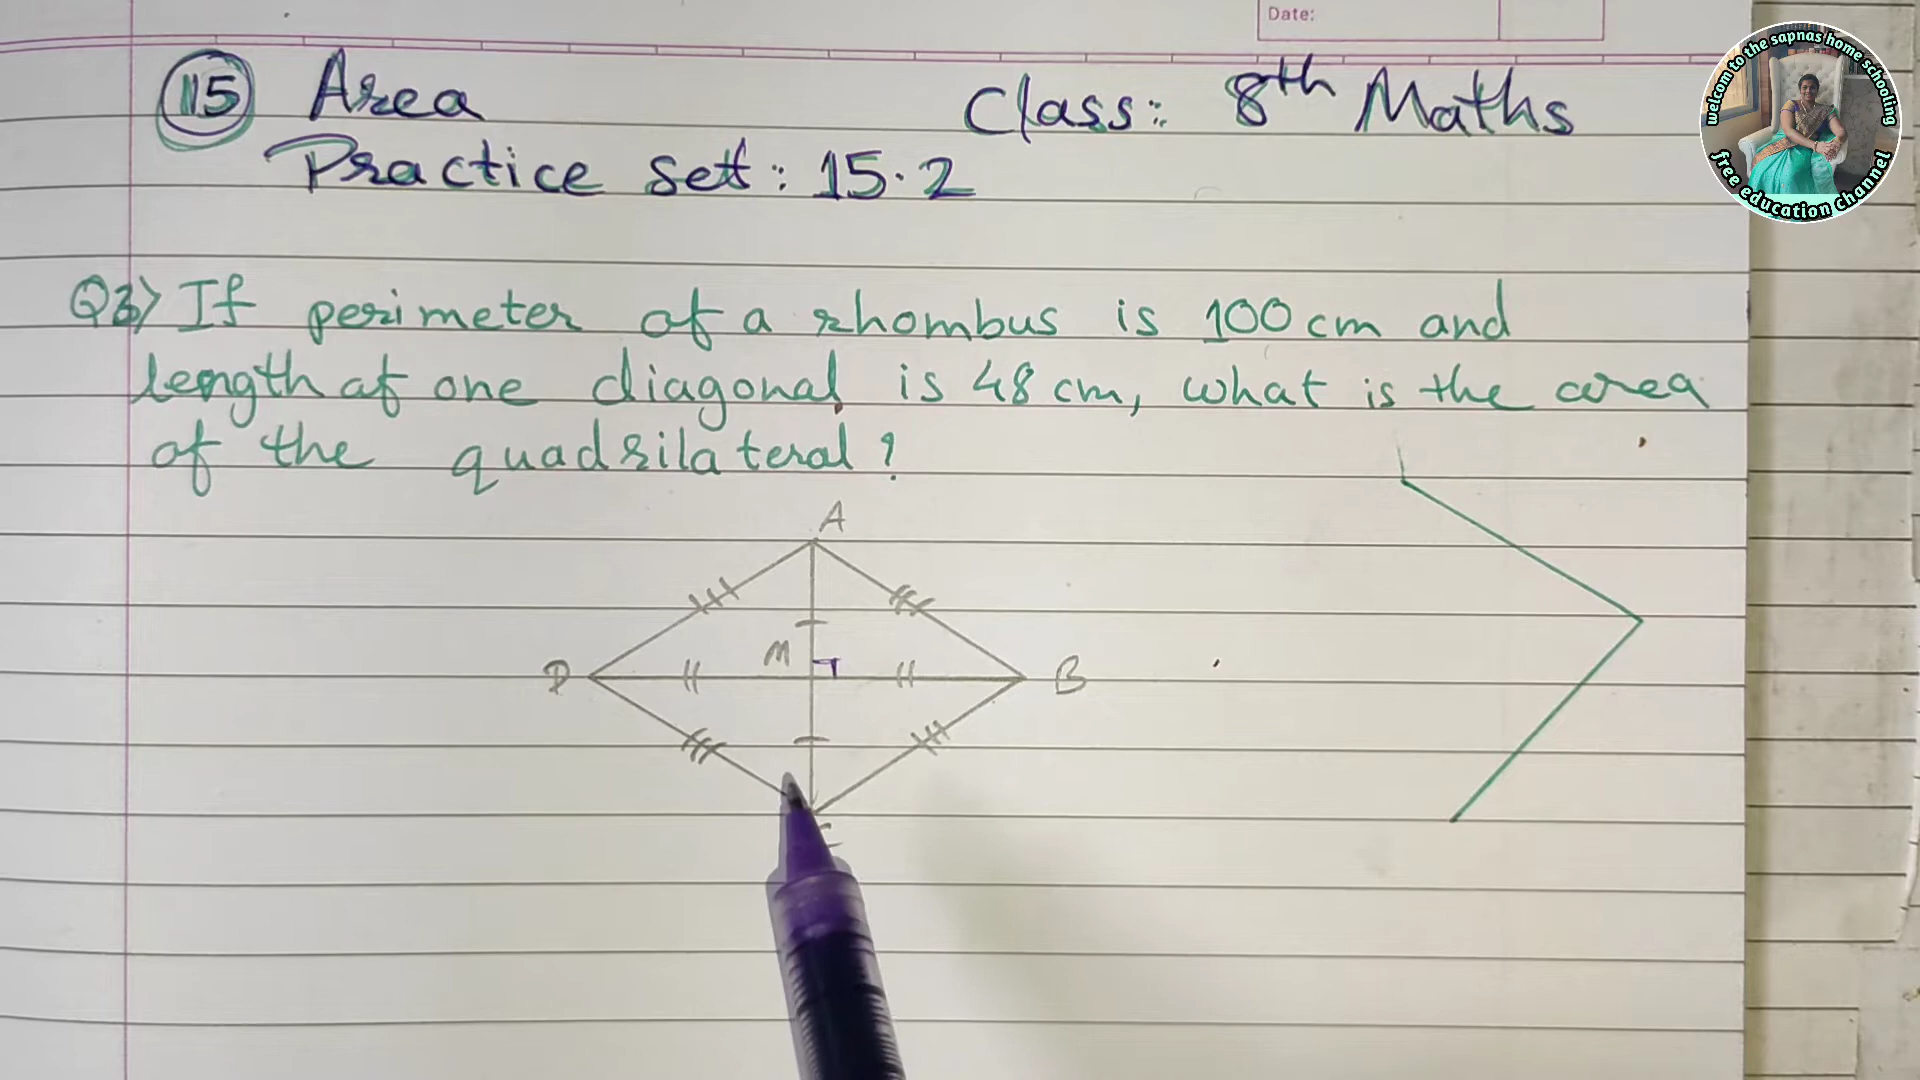 Date:
welcom to the sapnas home schooling
free education channel
15 Area Class: 8th Maths
Practice set: 15.2
Q3> If perimeter of a rhombus is 100 cm and
length of one diagonal is 48 cm, what is the area
of the quadrilateral?
A
M
D B
C